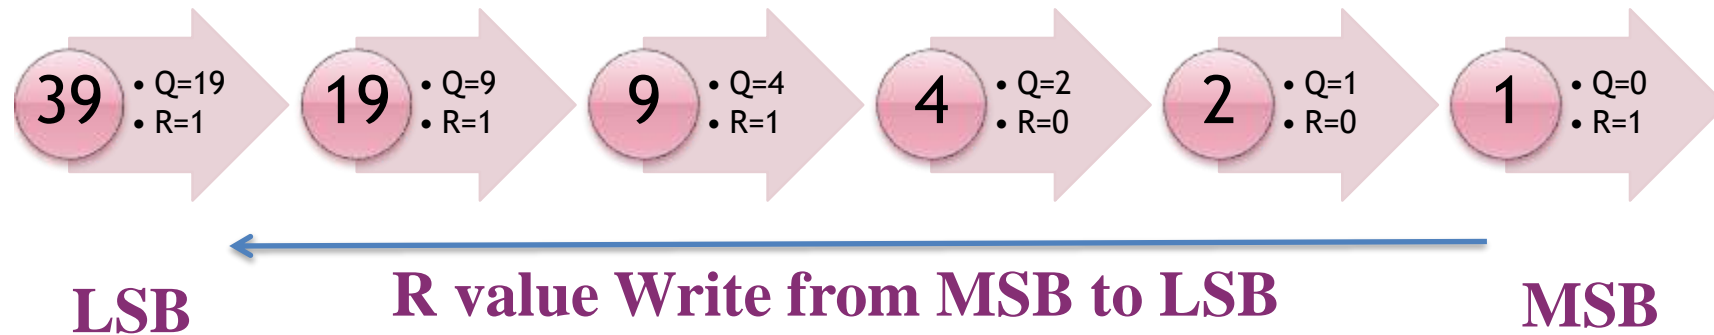 39
• Q=19
• R=1
19
• Q=9
• R=1
9
• Q=4
• R=1
4
• Q=2
• R=0
2
• Q=1
• R=0
1
• Q=0
• R=1
LSB
R value Write from MSB to LSB
MSB